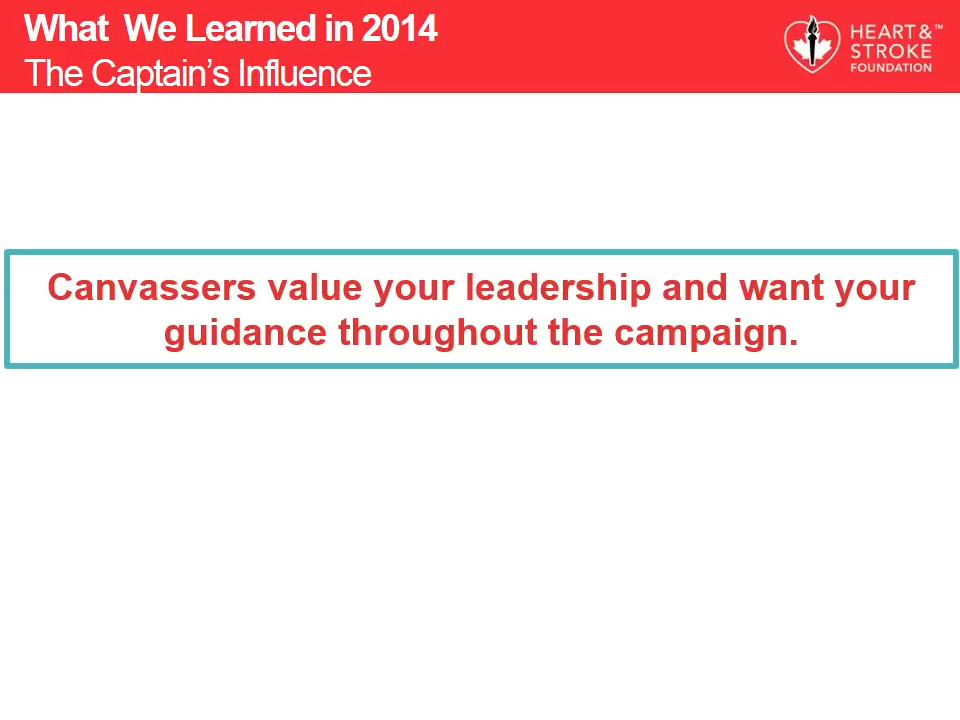 What  We Learned in 2014
The Captain's Influence
HEART &™
STROKE
FOUNDATION
Canvassers value your leadership and want your
guidance throughout the campaign.